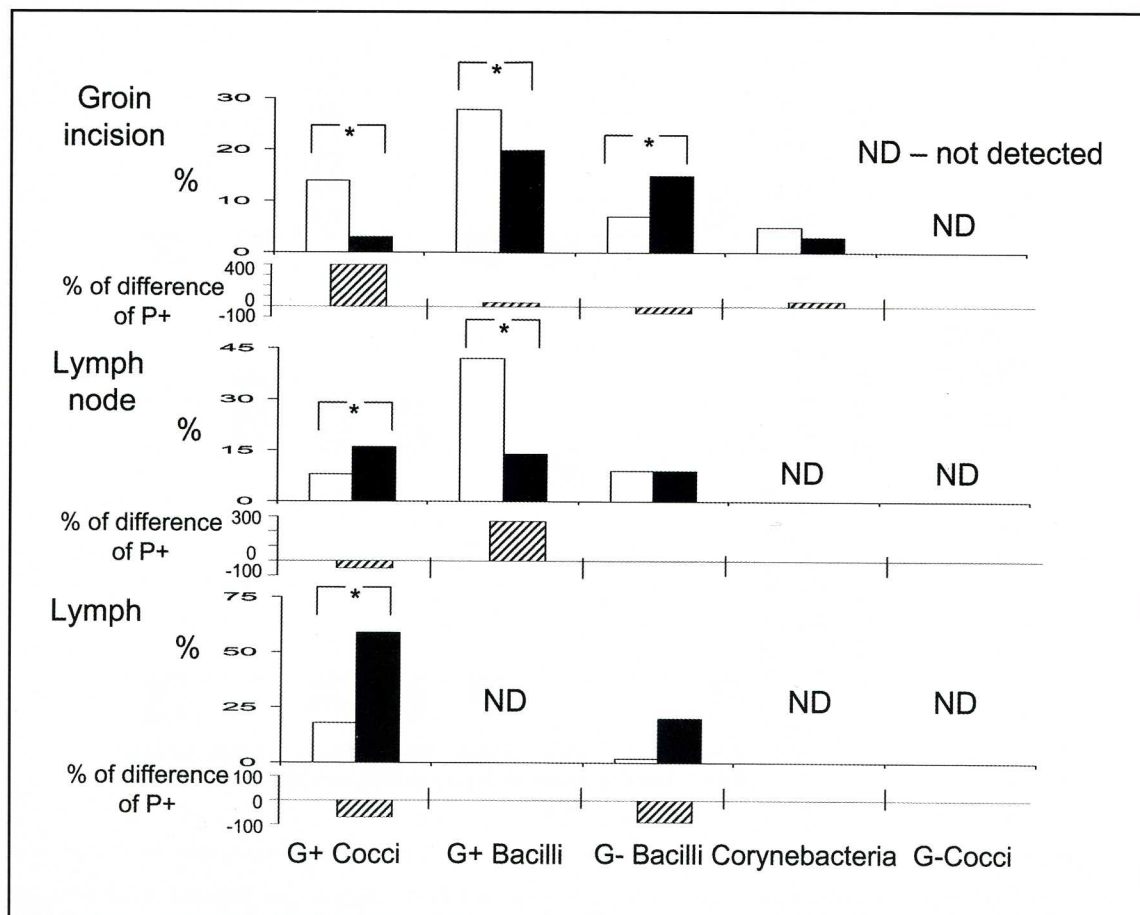 Groin
incision
%
30
20
10
0
*
*
*
ND – not detected
ND
% of difference
of P+
400
0
-100
Lymph
node
%
45
30
15
0
*
*
ND
ND
% of difference
of P+
300
0
-100
Lymph
%
75
50
25
0
*
ND
ND
ND
% of difference
of P+
100
0
-100
G+ Cocci
G+ Bacilli
G- Bacilli
Corynebacteria
G-Cocci